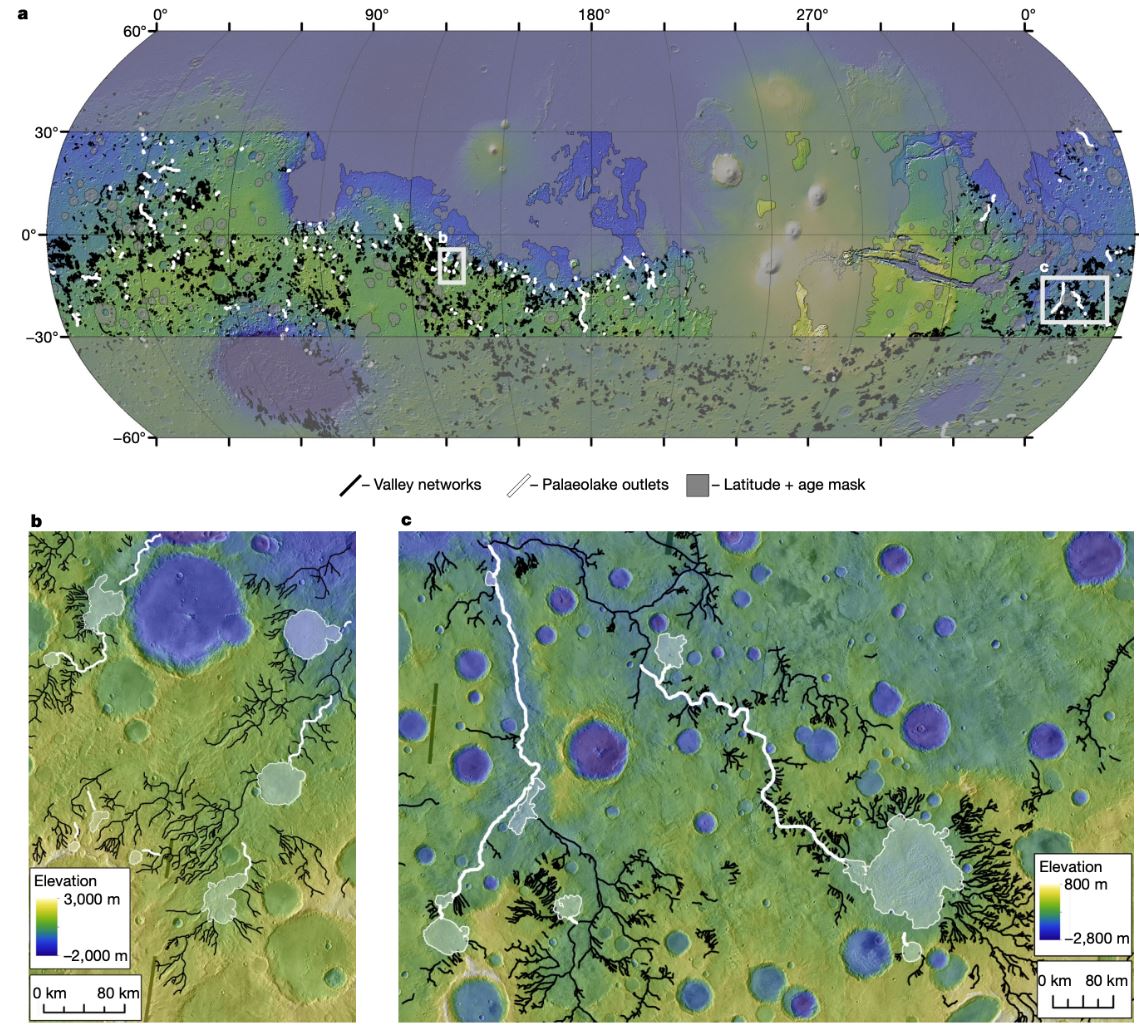 a
0° 90° 180° 270° 0°
60°
30°
0°
−30°
−60°
b
c
– Valley networks – Palaeolake outlets – Latitude + age mask
b
c
Elevation
3,000 m
−2,000 m
0 km 80 km
Elevation
800 m
−2,800 m
0 km 80 km